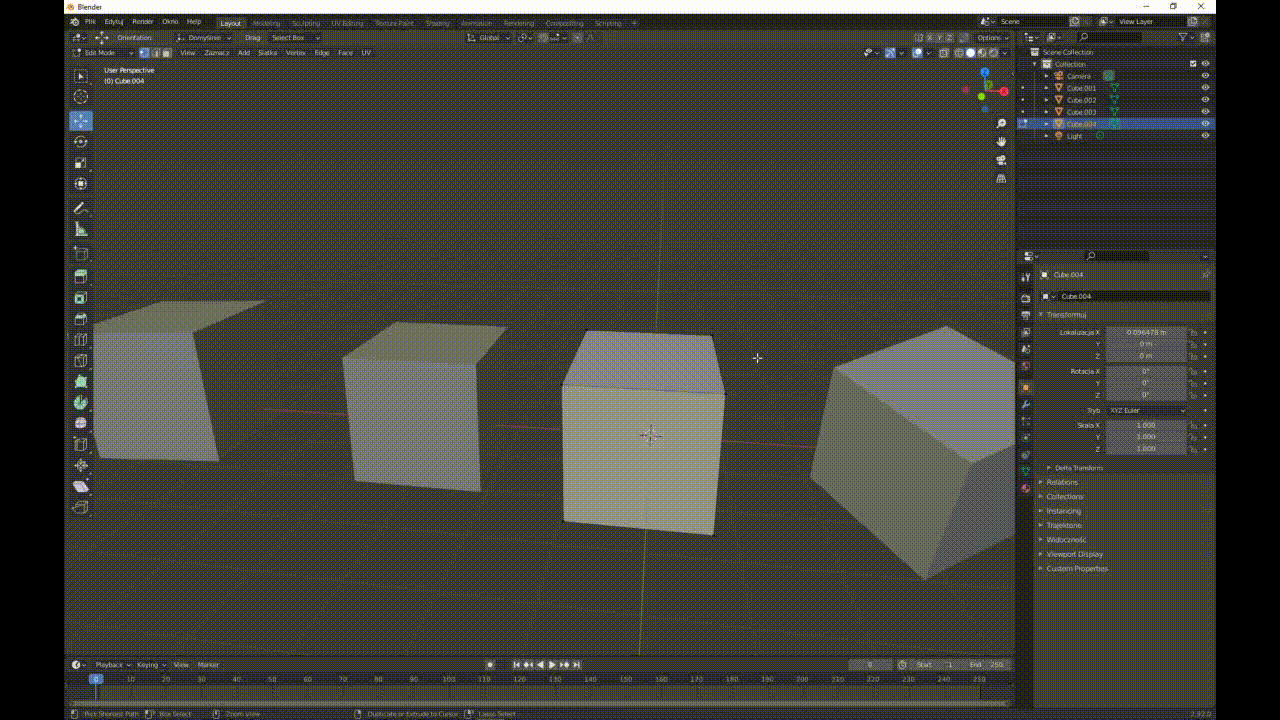 Blender
Plik Edytuj Render Okno Help Layout Modeling Sculpting UV Editing Texture Paint Shading Animation Rendering Compositing Scripting + Scene View Layer
Orientation: Domyślnie Drag: Select Box Global X Y Z Options
Edit Mode View Zaznacz Add Siatka Vertex Edge Face UV
User Perspective
(0) Cube.004
Scene Collection
Collection
Camera
Cube.001
Cube.002
Cube.003
Cube.004
Light
Cube.004
Cube.004
Transformuj
Lokalizacja X 0.096478 m
Y 0 m
Z 0 m
Rotacja X 0°
Y 0°
Z 0°
Tryb XYZ Euler
Skala X 1.000
Y 1.000
Z 1.000
Delta Transform
Relations
Collections
Instancing
Trajektorie
Widoczność
Viewport Display
Custom Properties
Playback Keying View Marker 0 Start 1 End 250
0 10 20 30 40 50 60 70 80 90 100 110 120 130 140 150 160 170 180 190 200 210 220 230 240 250
Pick Shortest Path Box Select Zoom View Duplicate or Extrude to Cursor Lasso Select 2.92.0